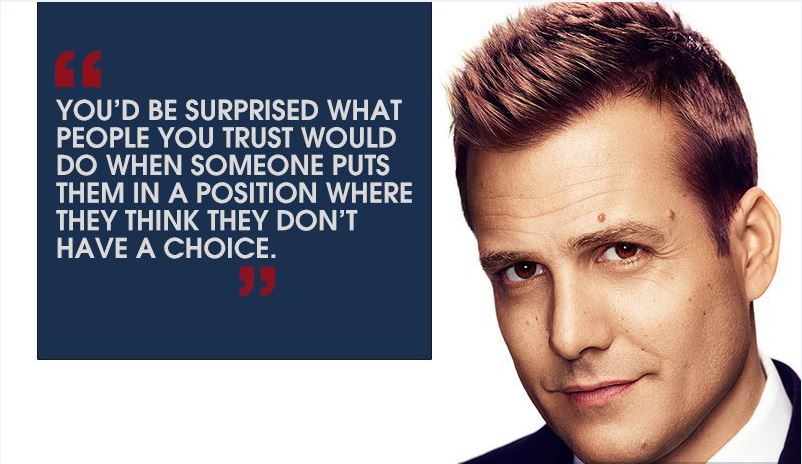 “
YOU’D BE SURPRISED WHAT
PEOPLE YOU TRUST WOULD
DO WHEN SOMEONE PUTS
THEM IN A POSITION WHERE
THEY THINK THEY DON’T
HAVE A CHOICE.
”